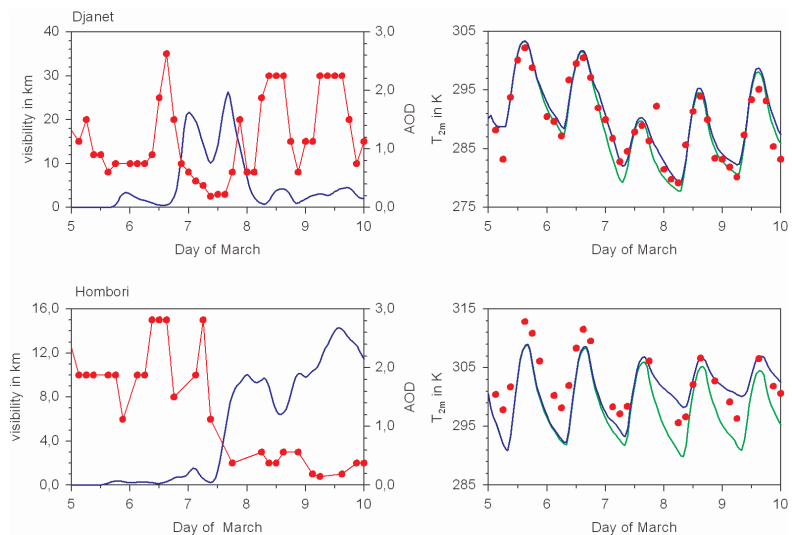 Djanet
40
30
20
10
0
visibility in km
3,0
2,0
1,0
0,0
AOD
5 6 7 8 9 10
Day of March
305
295
285
275
T2m in K
5 6 7 8 9 10
Day of March
Hombori
16,0
12,0
8,0
4,0
0,0
visibility in km
3,0
2,0
1,0
0,0
AOD
5 6 7 8 9 10
Day of March
315
305
295
285
T2m in K
5 6 7 8 9 10
Day of March